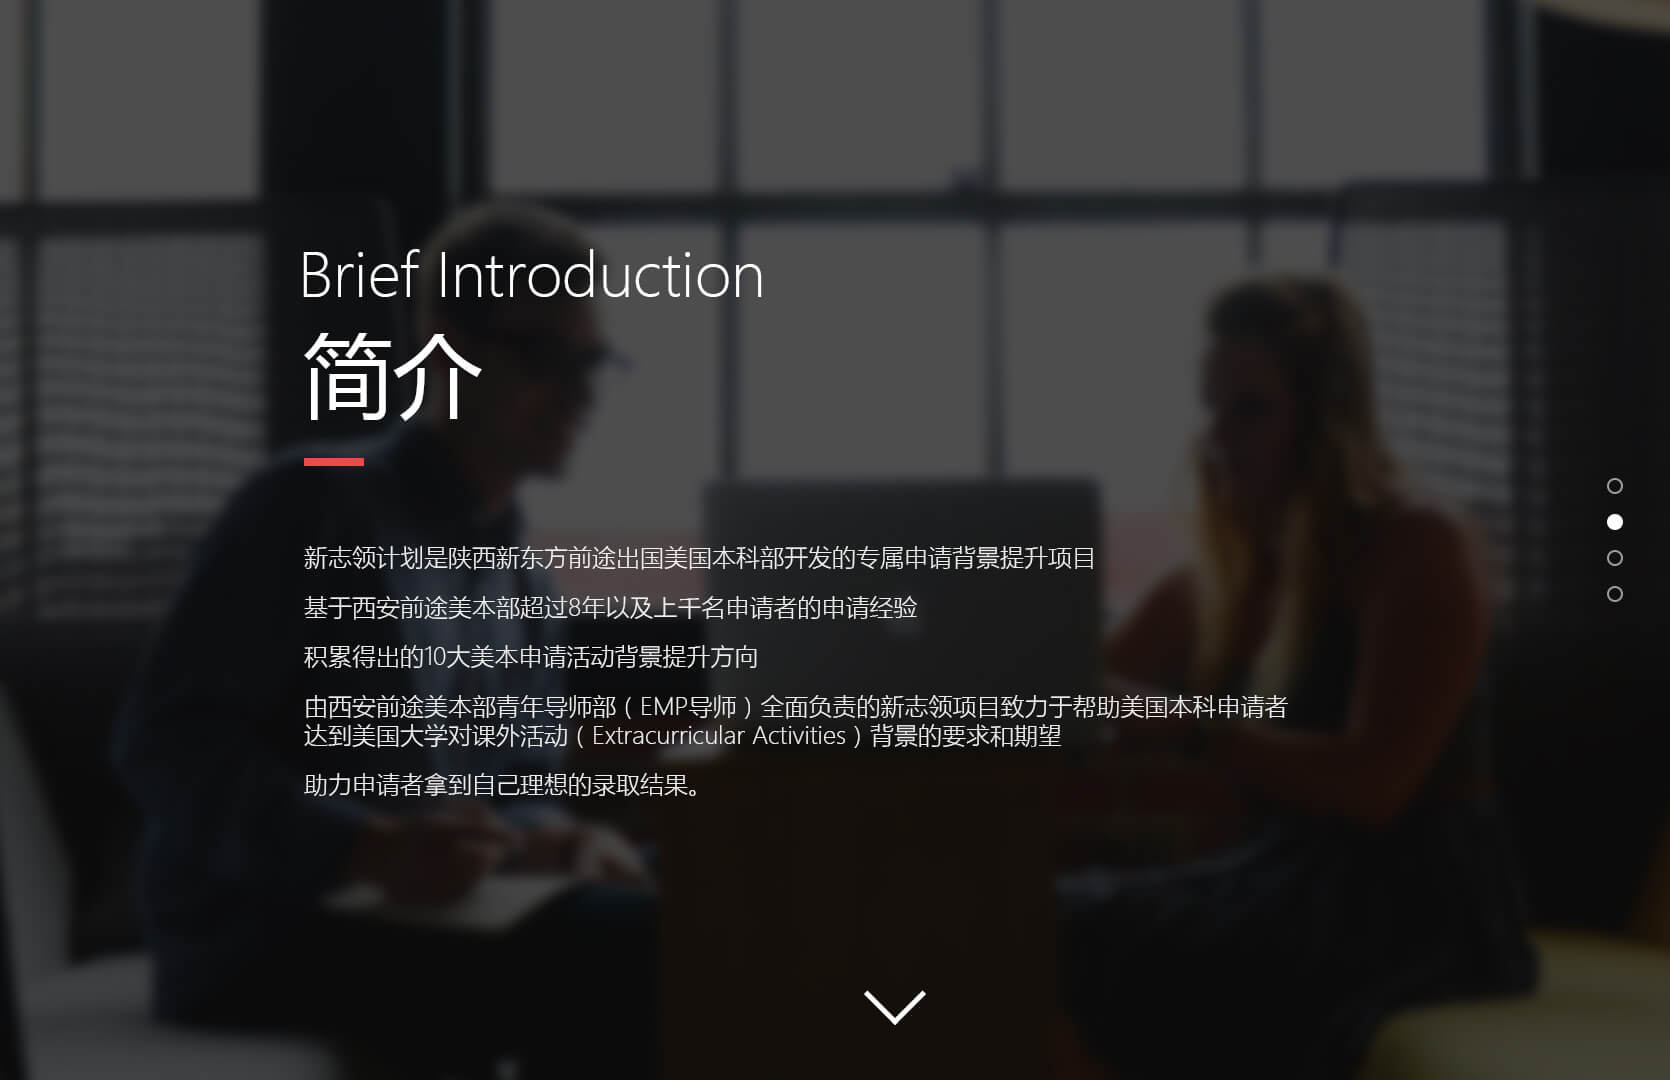 Brief Introduction
简介
新志领计划是陕西新东方前途出国美国本科部开发的专属申请背景提升项目
基于西安前途美本部超过8年以及上千名申请者的申请经验
积累得出的10大美本申请活动背景提升方向
由西安前途美本部青年导师部（EMP导师）全面负责的新志领项目致力于帮助美国本科申请者
达到美国大学对课外活动（Extracurricular Activities）背景的要求和期望
助力申请者拿到自己理想的录取结果。